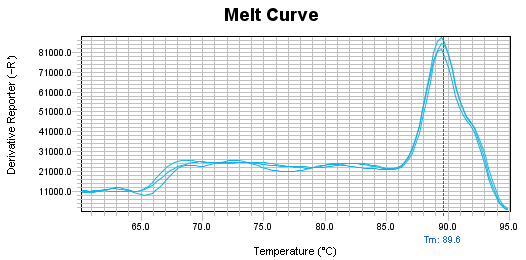 Melt Curve
Derivative Reporter (-R')
81000.0
71000.0
61000.0
51000.0
41000.0
31000.0
21000.0
11000.0
65.0 70.0 75.0 80.0 85.0 90.0 95.0
Tm: 89.6
Temperature (°C)